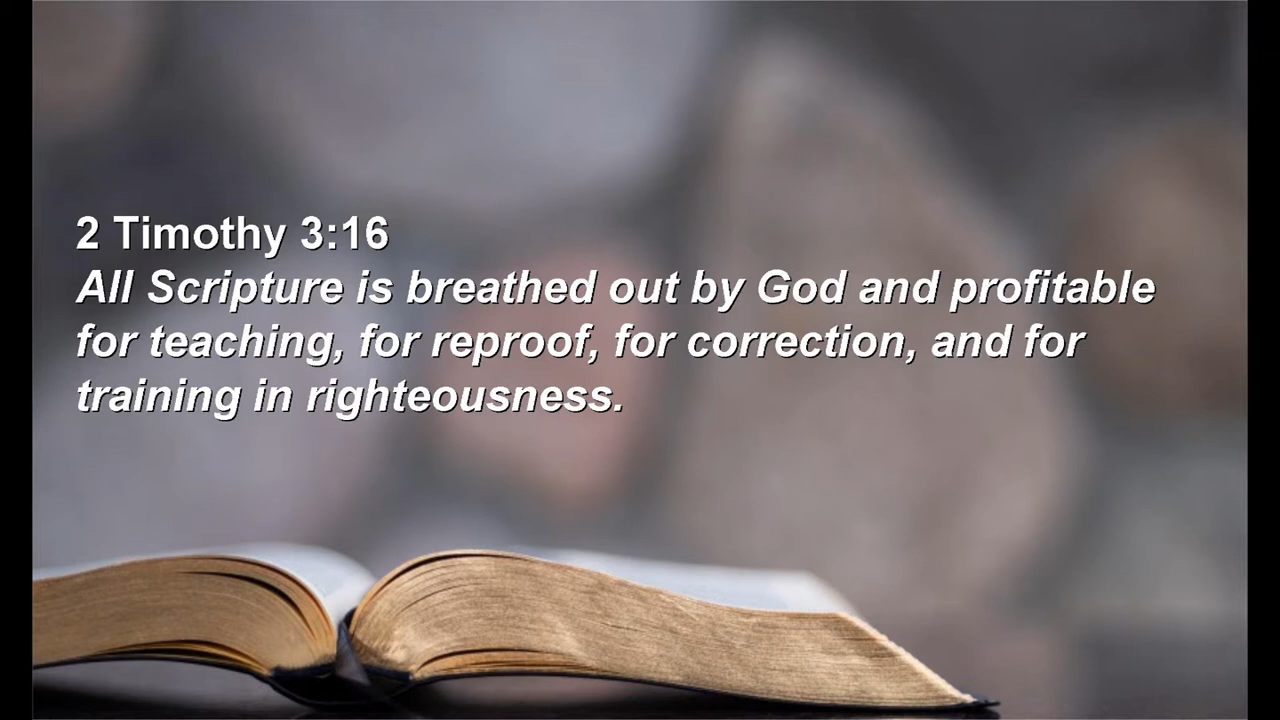 2 Timothy 3:16
All Scripture is breathed out by God and profitable
for teaching, for reproof, for correction, and for
training in righteousness.